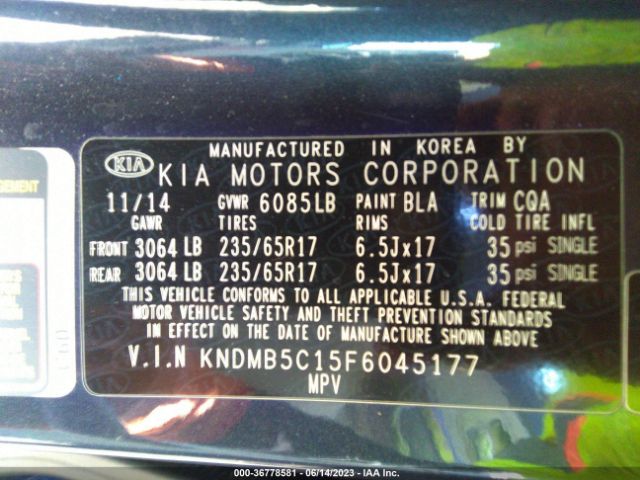 MANUFACTURED IN KOREA BY
KIA KIA MOTORS CORPORATION
11/14 GVWR 6085LB PAINT BLA TRIM CQA
GAWR TIRES RIMS COLD TIRE INFL
FRONT 3064 LB 235/65R17 6.5Jx17 35 psi SINGLE
REAR 3064 LB 235/65R17 6.5Jx17 35 psi SINGLE
THIS VEHICLE CONFORMS TO ALL APPLICABLE U.S.A. FEDERAL
MOTOR VEHICLE SAFETY AND THEFT PREVENTION STANDARDS
IN EFFECT ON THE DATE OF MANUFACTURE SHOWN ABOVE
V.I.N KNDMB5C15F6045177
MPV
000-36778581 - 06/14/2023 - IAA Inc.